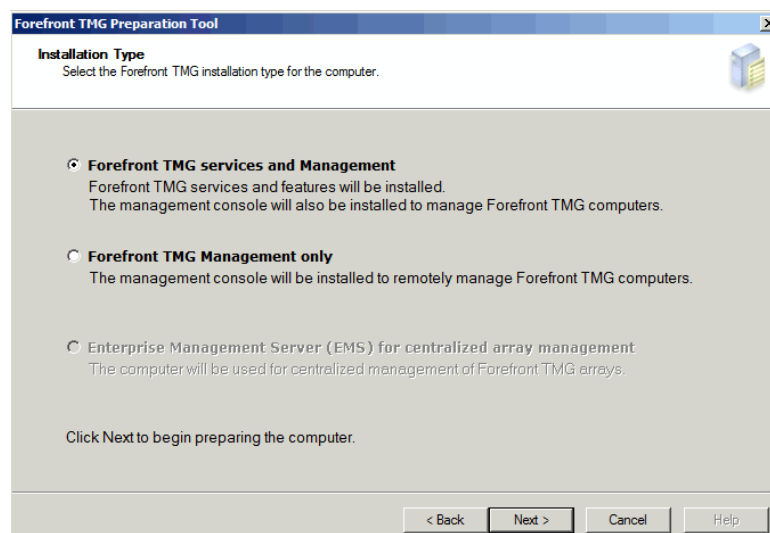 Forefront TMG Preparation Tool
Installation Type
Select the Forefront TMG installation type for the computer.
Forefront TMG services and Management
Forefront TMG services and features will be installed.
The management console will also be installed to manage Forefront TMG computers.
Forefront TMG Management only
The management console will be installed to remotely manage Forefront TMG computers.
Enterprise Management Server (EMS) for centralized array management
The computer will be used for centralized management of Forefront TMG arrays.
Click Next to begin preparing the computer.
< Back Next > Cancel Help